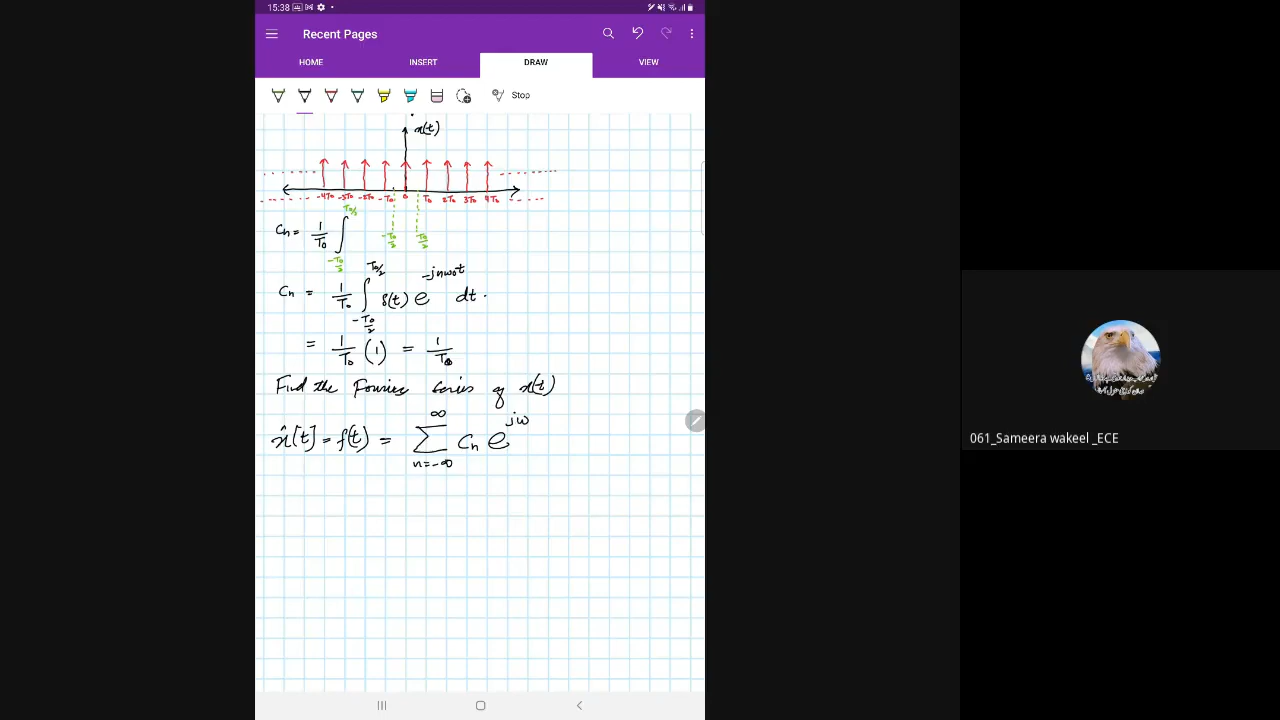 15:38
Recent Pages
HOME INSERT DRAW VIEW
Stop
x(t)
-4T₀ -3T₀ -2T₀ -T₀ 0 T₀ 2T₀ 3T₀ 4T₀
Cn = 1/T₀ ∫_{-T₀/2}^{T₀/2}
-T₀/2 T₀/2
Cn = 1/T₀ ∫_{-T₀/2}^{T₀/2} δ(t) e^{-jnω₀t} dt.
= 1/T₀ (1) = 1/T₀
Find the Fourier series of x(t)
x[t] = f(t) = ∑_{n=-∞}^{∞} Cn e^{jω}
061_Sameera wakeel _ECE